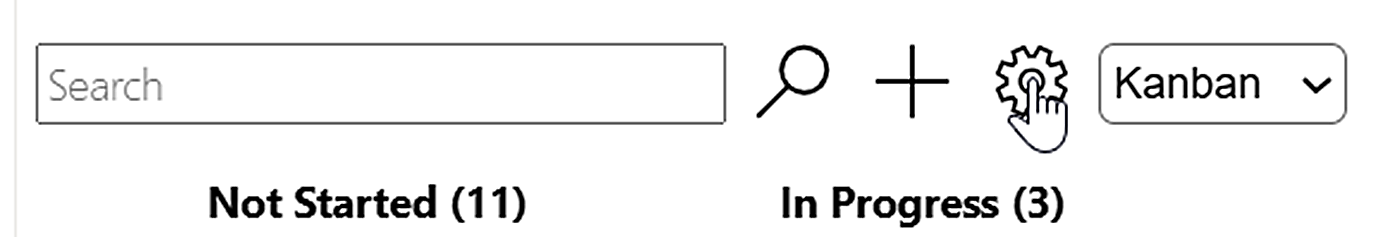 Search Kanban
Not Started (11) In Progress (3)